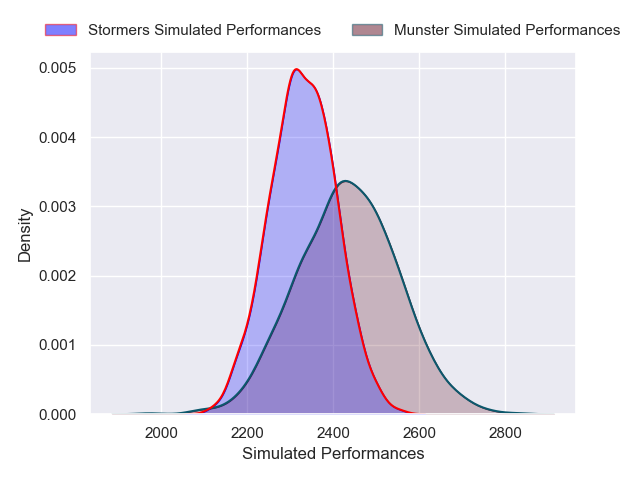 Stormers Simulated Performances Munster Simulated Performances
0.005
0.004
0.003
0.002
0.001
0.000
Density
2000 2200 2400 2600 2800
Simulated Performances